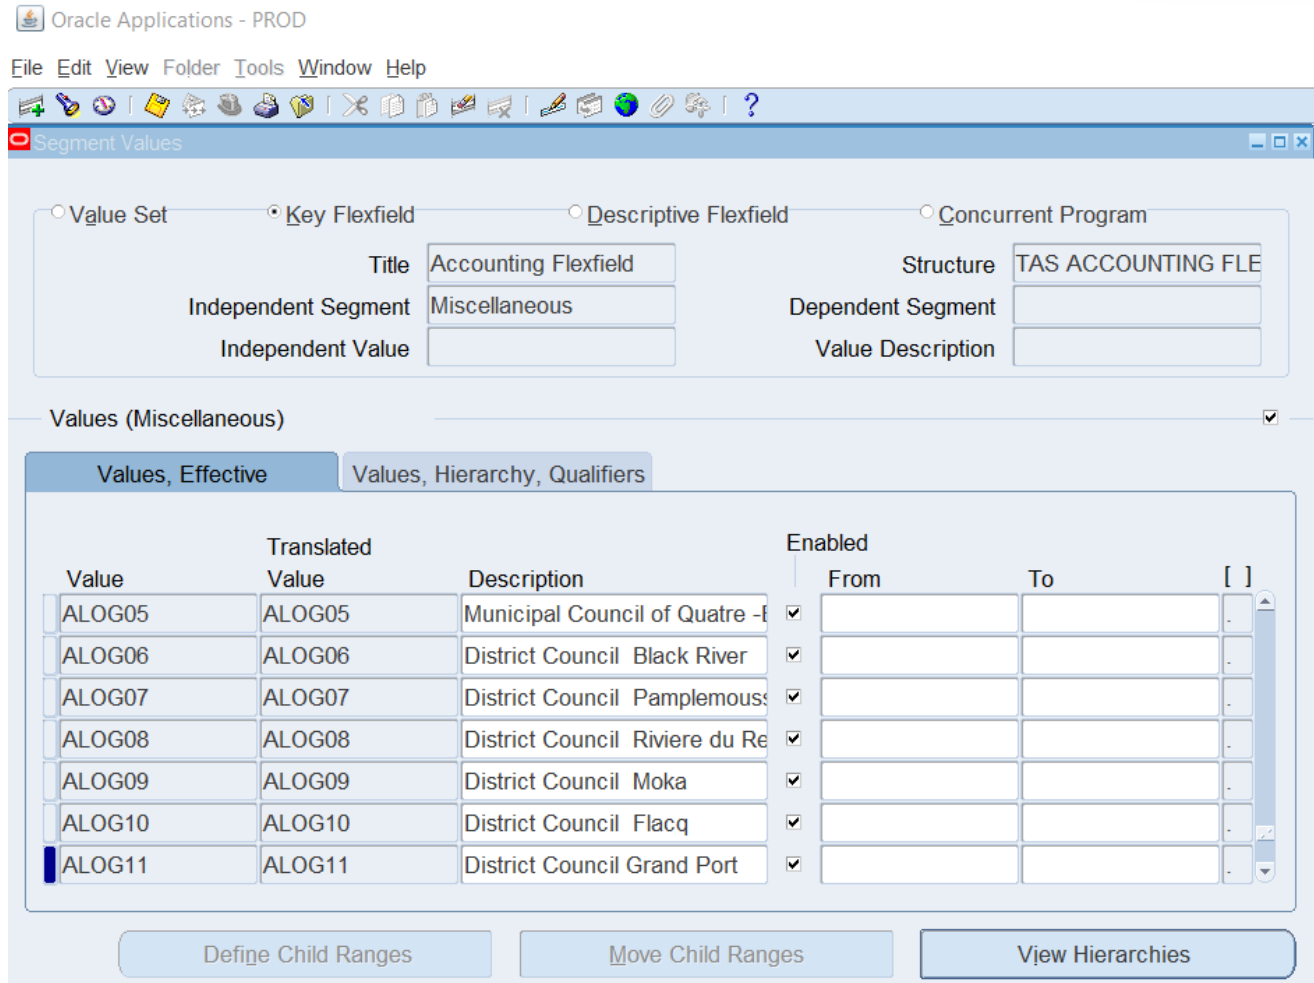 Oracle Applications - PROD
File Edit View Folder Tools Window Help
Segment Values
Value Set Key Flexfield Descriptive Flexfield Concurrent Program
Title Accounting Flexfield Structure TAS ACCOUNTING FLE
Independent Segment Miscellaneous Dependent Segment
Independent Value Value Description
Values (Miscellaneous)
Values, Effective Values, Hierarchy, Qualifiers
Translated Enabled
Value Value Description From To [ ]
ALOG05 ALOG05 Municipal Council of Quatre
ALOG06 ALOG06 District Council Black River
ALOG07 ALOG07 District Council Pamplemouss
ALOG08 ALOG08 District Council Riviere du Re
ALOG09 ALOG09 District Council Moka
ALOG10 ALOG10 District Council Flacq
ALOG11 ALOG11 District Council Grand Port
Define Child Ranges Move Child Ranges View Hierarchies